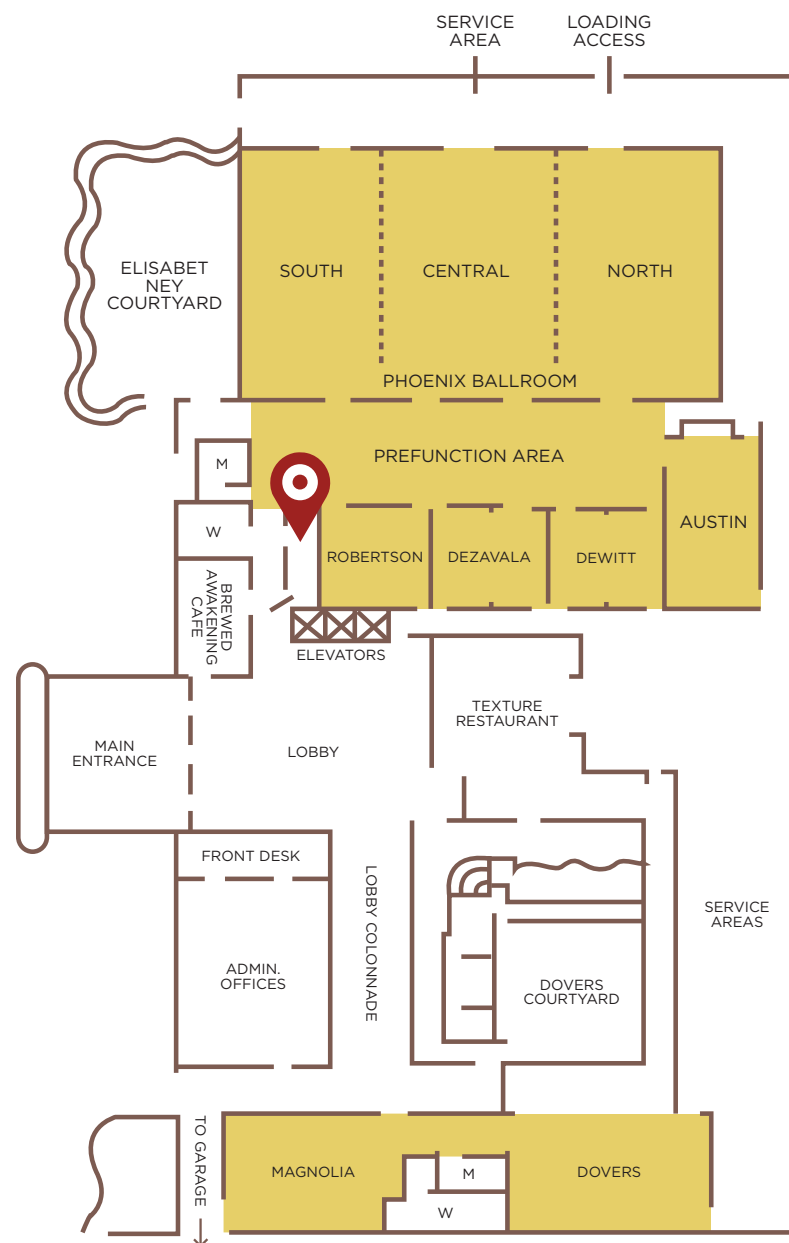 SERVICE
AREA
LOADING
ACCESS
ELISABET
NEY
COURTYARD
SOUTH
CENTRAL
NORTH
PHOENIX BALLROOM
PREFUNCTION AREA
M
W
AUSTIN
ROBERTSON
DEZAVALA
DEWITT
BREWED
AWAKENING
CAFE
ELEVATORS
TEXTURE
RESTAURANT
MAIN
ENTRANCE
LOBBY
FRONT DESK
LOBBY COLONNADE
SERVICE
AREAS
ADMIN.
OFFICES
DOVERS
COURTYARD
TO GARAGE
MAGNOLIA
M
DOVERS
W